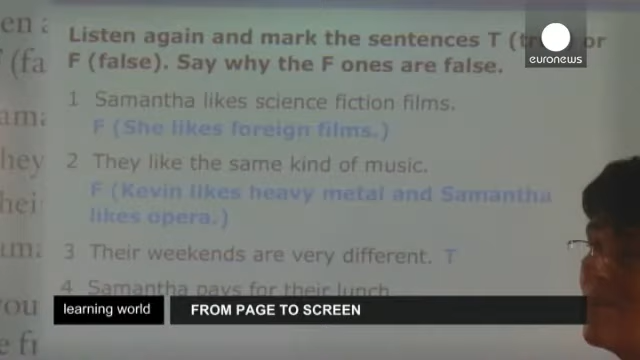 euronews
Listen again and mark the sentences T (true) or
F (false). Say why the F ones are false.
1 Samantha likes science fiction films.
F (She likes foreign films.)
2 They like the same kind of music.
F (Kevin likes heavy metal and Samantha
likes opera.)
3 Their weekends are very different. T
4 Samantha pays for their lunch.
learning world FROM PAGE TO SCREEN